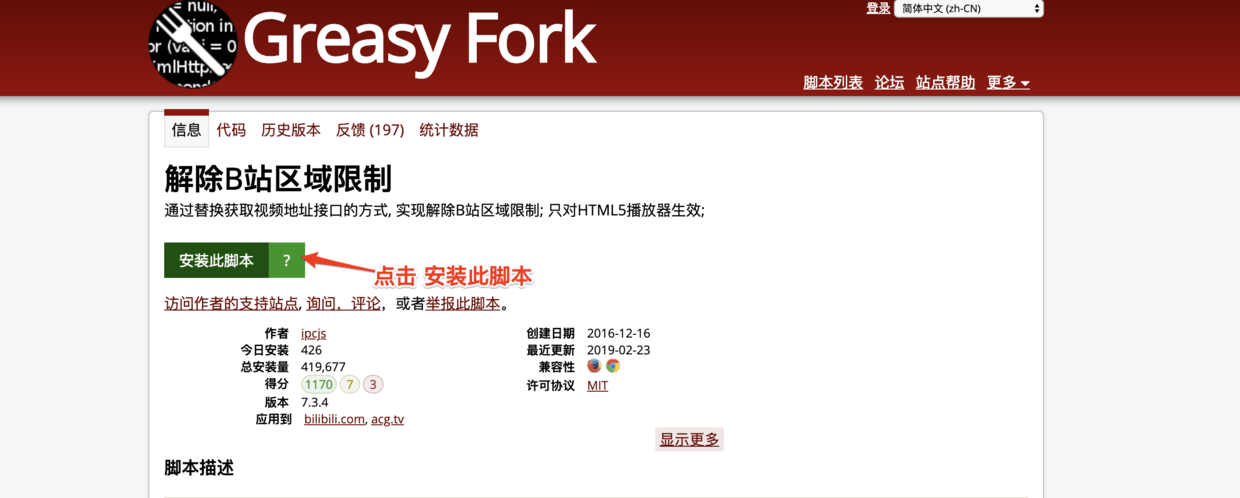 null,
ion in
or (va i = 0
mlHttp
Greasy Fork
登录 简体中文 (zh-CN)
脚本列表 论坛 站点帮助 更多
信息 代码 历史版本 反馈 (197) 统计数据
解除B站区域限制
通过替换获取视频地址接口的方式, 实现解除B站区域限制; 只对HTML5播放器生效;
安装此脚本 ?
点击 安装此脚本
访问作者的支持站点, 询问，评论，或者举报此脚本。
作者 ipcjs 创建日期 2016-12-16
今日安装 426 最近更新 2019-02-23
总安装量 419,677 兼容性
得分 1170 7 3 许可协议 MIT
版本 7.3.4
应用到 bilibili.com, acg.tv
显示更多
脚本描述